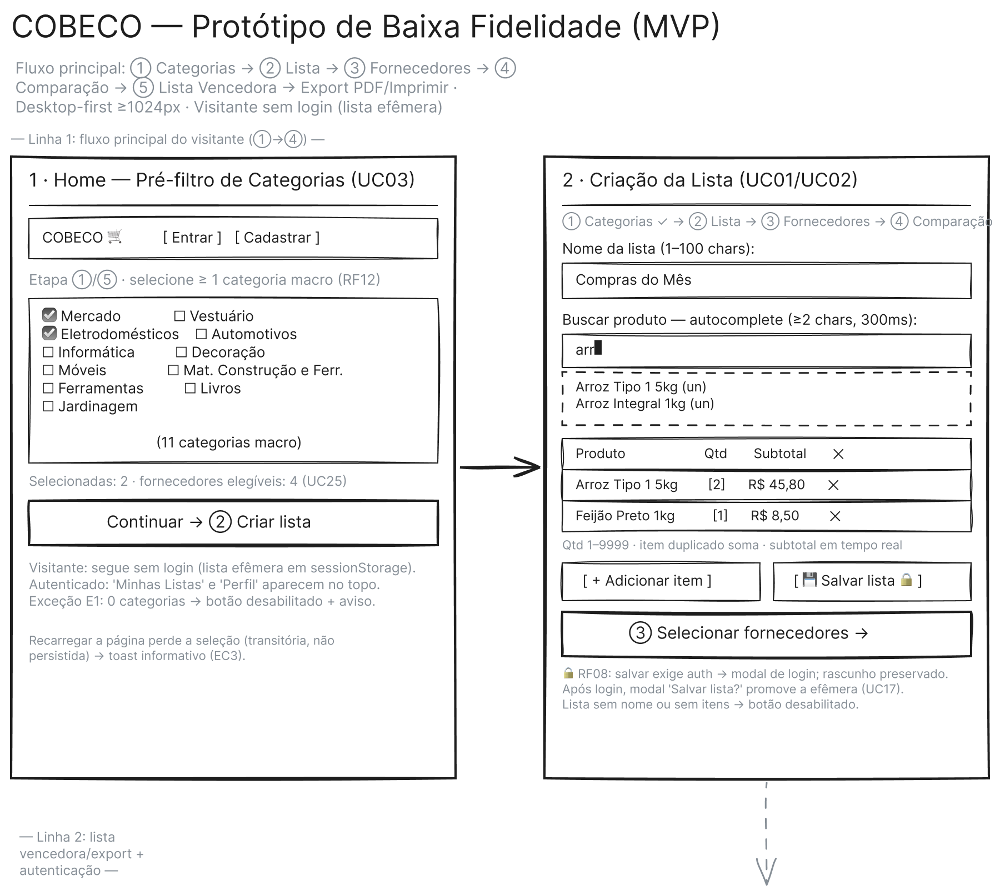 COBECO — Protótipo de Baixa Fidelidade (MVP)
Fluxo principal: ① Categorias → ② Lista → ③ Fornecedores → ④
Comparação → ⑤ Lista Vencedora → Export PDF/Imprimir ·
Desktop-first ≥1024px · Visitante sem login (lista efêmera)
— Linha 1: fluxo principal do visitante (①→④) —
1 · Home — Pré-filtro de Categorias (UC03)
COBECO 🛒 [ Entrar ] [ Cadastrar ]
Etapa ①/⑤ · selecione ≥ 1 categoria macro (RF12)
☑ Mercado ☐ Vestuário
☑ Eletrodomésticos ☐ Automotivos
☐ Informática ☐ Decoração
☐ Móveis ☐ Mat. Construção e Ferr.
☐ Ferramentas ☐ Livros
☐ Jardinagem
(11 categorias macro)
Selecionadas: 2 · fornecedores elegíveis: 4 (UC25)
Continuar → ② Criar lista
Visitante: segue sem login (lista efêmera em sessionStorage).
Autenticado: 'Minhas Listas' e 'Perfil' aparecem no topo.
Exceção E1: 0 categorias → botão desabilitado + aviso.
Recarregar a página perde a seleção (transitória, não
persistida) → toast informativo (EC3).
2 · Criação da Lista (UC01/UC02)
① Categorias ✓ → ② Lista → ③ Fornecedores → ④ Comparação
Nome da lista (1–100 chars):
Compras do Mês
Buscar produto — autocomplete (≥2 chars, 300ms):
arr█
Arroz Tipo 1 5kg (un)
Arroz Integral 1kg (un)
Produto Qtd Subtotal ✕
Arroz Tipo 1 5kg [2] R$ 45,80 ✕
Feijão Preto 1kg [1] R$ 8,50 ✕
Qtd 1–9999 · item duplicado soma · subtotal em tempo real
[ + Adicionar item ] [ 💾 Salvar lista 🔒 ]
③ Selecionar fornecedores →
🔒 RF08: salvar exige auth → modal de login; rascunho preservado.
Após login, modal 'Salvar lista?' promove a efêmera (UC17).
Lista sem nome ou sem itens → botão desabilitado.
— Linha 2: lista
vencedora/export +
autenticação —